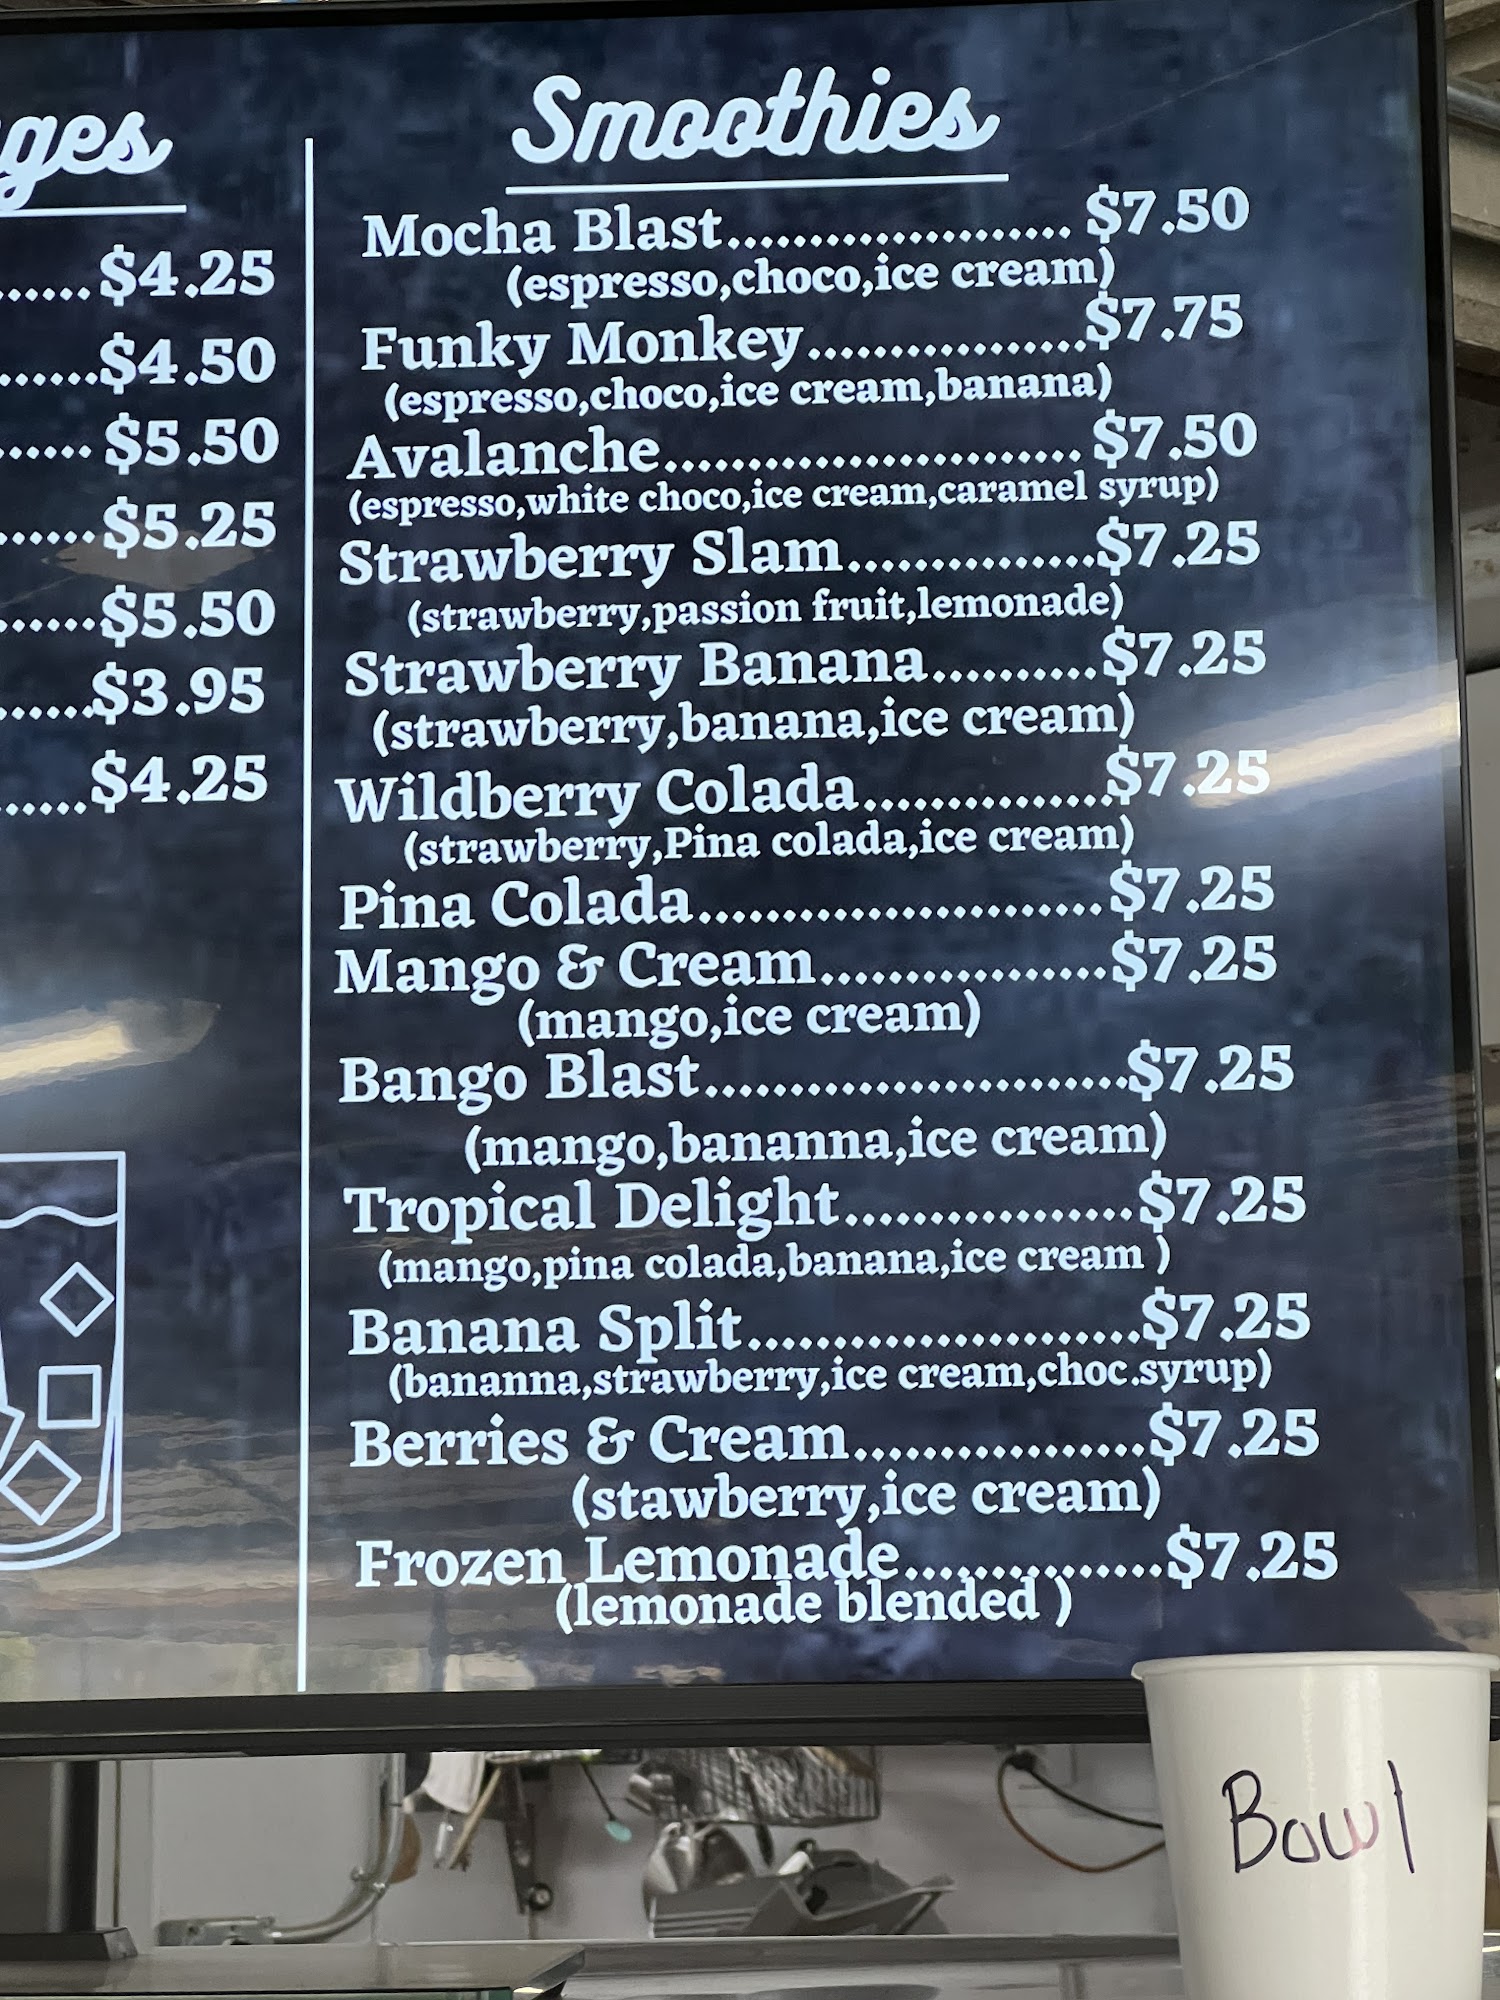 ges
$4.25
$4.50
$5.50
$5.25
$5.50
$3.95
$4.25
Smoothies
Mocha Blast..................... $7.50
(espresso,choco,ice cream)
Funky Monkey.................$7.75
(espresso,choco,ice cream,banana)
Avalanche......................... $7.50
(espresso,white choco,ice cream,caramel syrup)
Strawberry Slam...............$7.25
(strawberry,passion fruit,lemonade)
Strawberry Banana..........$7.25
(strawberry,banana,ice cream)
Wildberry Colada...............$7.25
(strawberry,Pina colada,ice cream)
Pina Colada........................$7.25
Mango & Cream.................$7.25
(mango,ice cream)
Bango Blast.........................$7.25
(mango,bananna,ice cream)
Tropical Delight.................$7.25
(mango,pina colada,banana,ice cream )
Banana Split.......................$7.25
(bananna,strawberry,ice cream,choc.syrup)
Berries & Cream.................$7.25
(stawberry,ice cream)
Frozen Lemonade...............$7.25
(lemonade blended )
Bowl